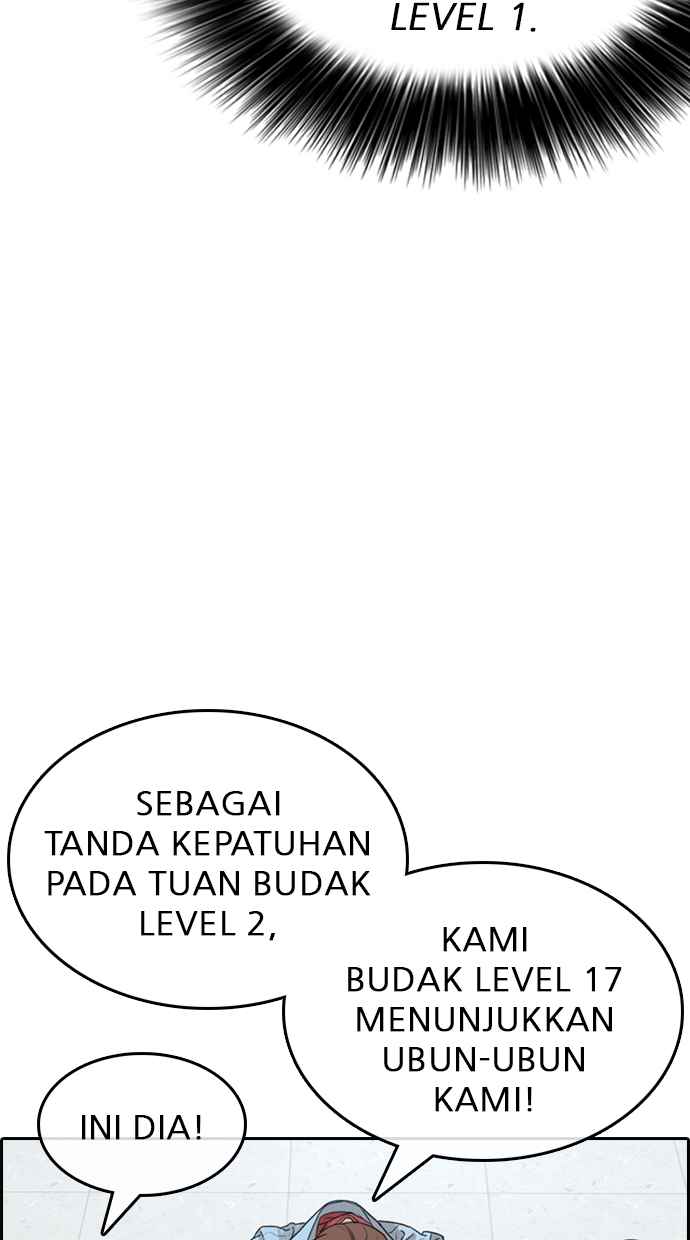 LEVEL 1.
SEBAGAI
TANDA KEPATUHAN
PADA TUAN BUDAK
LEVEL 2,
KAMI
BUDAK LEVEL 17
MENUNJUKKAN
UBUN-UBUN
KAMI!
INI DIA!